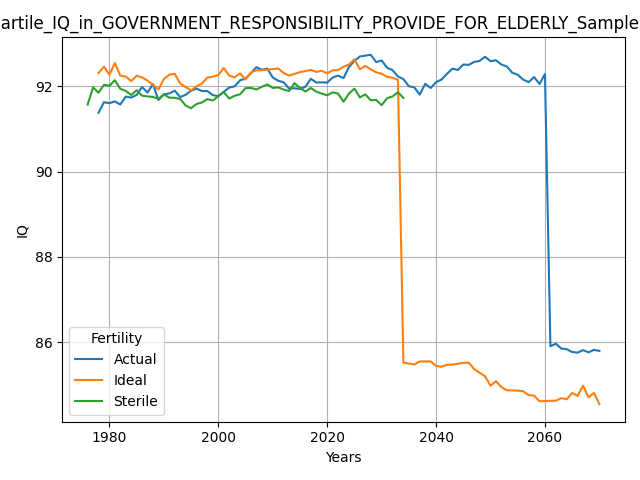 artile_IQ_in_GOVERNMENT_RESPONSIBILITY_PROVIDE_FOR_ELDERLY_Sample
92
90
88
86
IQ
Fertility
Actual
Ideal
Sterile
1980 2000 2020 2040 2060
Years